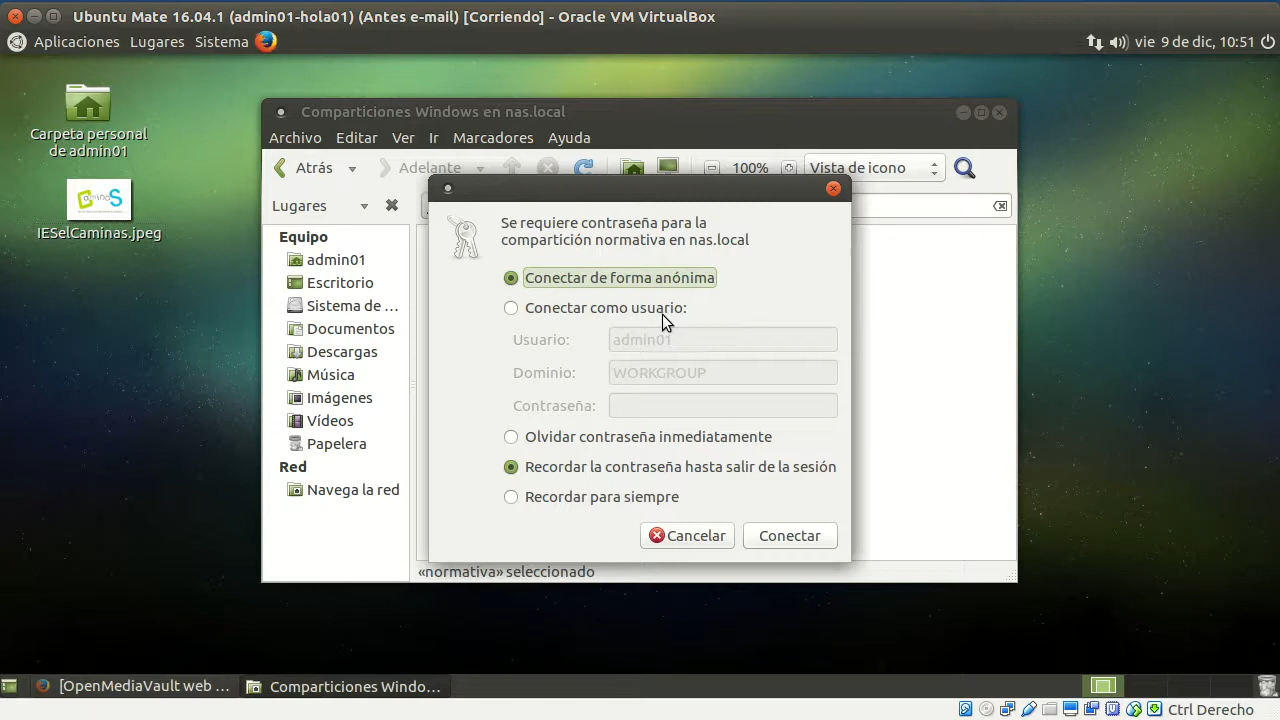 Ubuntu Mate 16.04.1 (admin01-hola01) (Antes e-mail) [Corriendo] - Oracle VM VirtualBox
Aplicaciones Lugares Sistema
vie 9 de dic, 10:51
Carpeta personal
de admin01
IESelCaminas.jpeg
Comparticiones Windows en nas.local
Archivo Editar Ver Ir Marcadores Ayuda
Atrás Adelante 100% Vista de icono
Lugares
Equipo
admin01
Escritorio
Sistema de ...
Documentos
Descargas
Música
Imágenes
Vídeos
Papelera
Red
Navega la red
Se requiere contraseña para la
compartición normativa en nas.local
Conectar de forma anónima
Conectar como usuario:
Usuario: admin01
Dominio: WORKGROUP
Contraseña:
Olvidar contraseña inmediatamente
Recordar la contraseña hasta salir de la sesión
Recordar para siempre
Cancelar Conectar
«normativa» seleccionado
[OpenMediaVault web ... Comparticiones Windo...
Ctrl Derecho